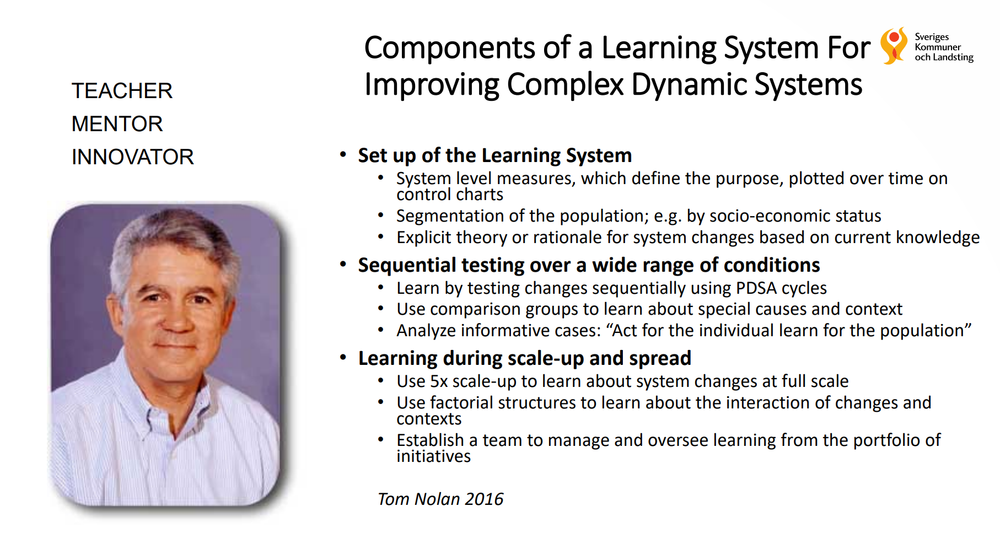 Components of a Learning System For
Improving Complex Dynamic Systems
Sveriges
Kommuner
och Landsting
TEACHER
MENTOR
INNOVATOR
• Set up of the Learning System
• System level measures, which define the purpose, plotted over time on
control charts
• Segmentation of the population; e.g. by socio-economic status
• Explicit theory or rationale for system changes based on current knowledge
• Sequential testing over a wide range of conditions
• Learn by testing changes sequentially using PDSA cycles
• Use comparison groups to learn about special causes and context
• Analyze informative cases: “Act for the individual learn for the population”
• Learning during scale-up and spread
• Use 5x scale-up to learn about system changes at full scale
• Use factorial structures to learn about the interaction of changes and
contexts
• Establish a team to manage and oversee learning from the portfolio of
initiatives
Tom Nolan 2016